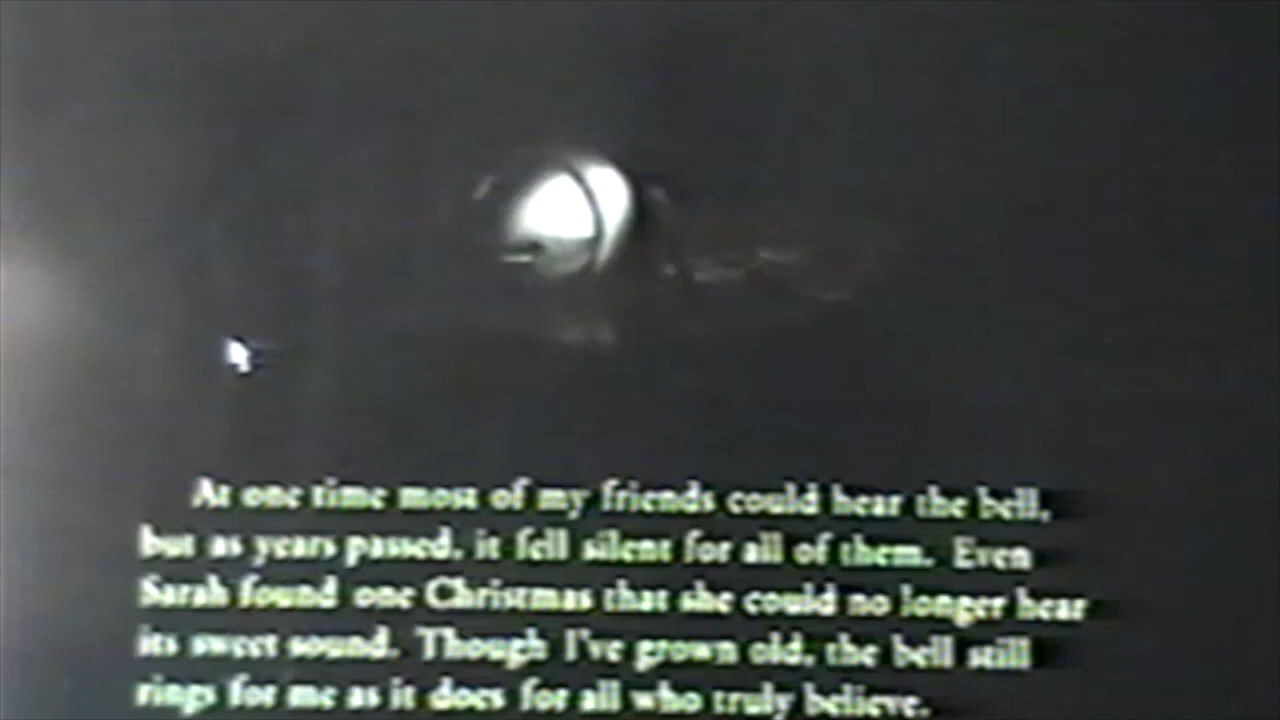 At one time most of my friends could hear the bell,
but as years passed, it fell silent for all of them. Even
Sarah found one Christmas that she could no longer hear
its sweet sound. Though I've grown old, the bell still
rings for me as it does for all who truly believe.